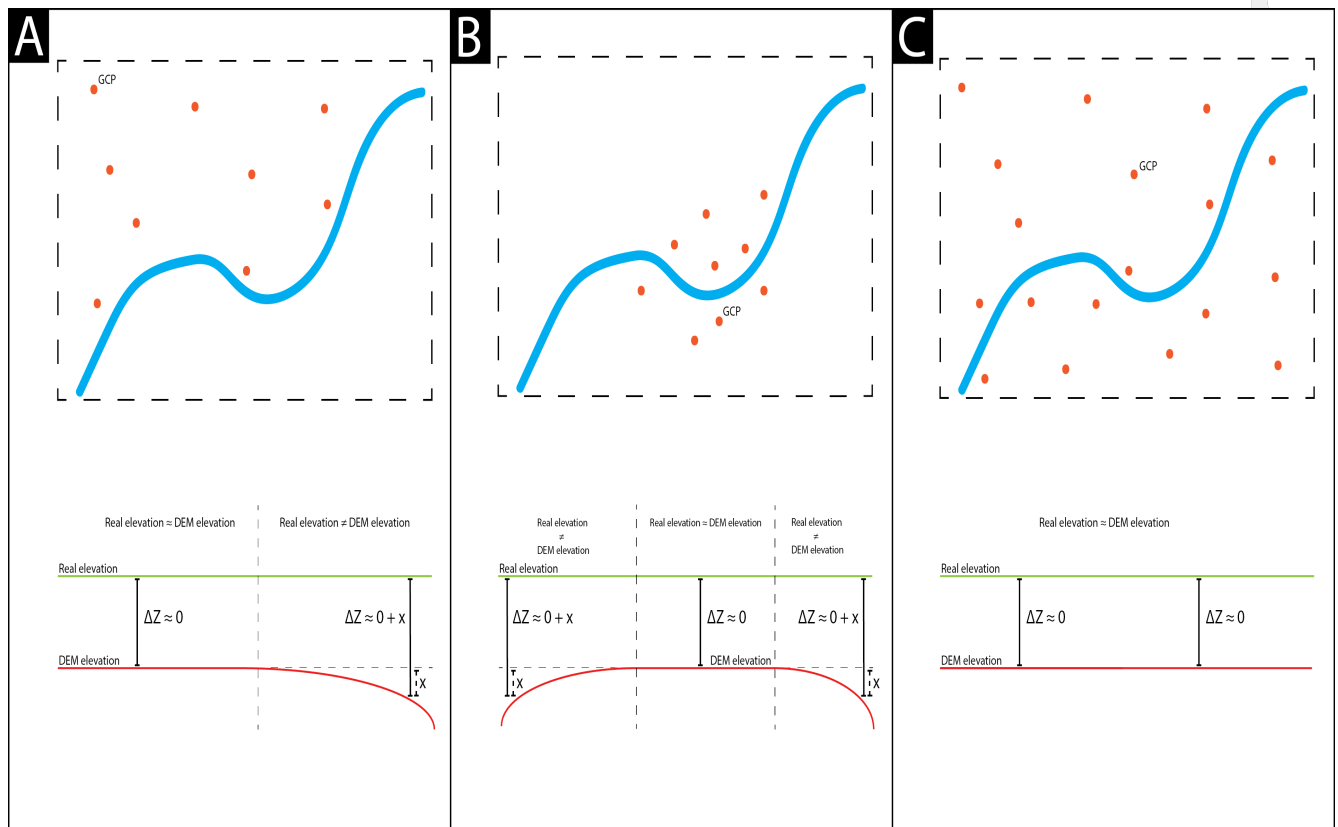 A
GCP
Real elevation ≈ DEM elevation
Real elevation ≠ DEM elevation
Real elevation
ΔZ ≈ 0
ΔZ ≈ 0 + x
DEM elevation
x
B
GCP
Real elevation
≠
DEM elevation
Real elevation ≈ DEM elevation
Real elevation
≠
DEM elevation
Real elevation
ΔZ ≈ 0 + x
ΔZ ≈ 0
ΔZ ≈ 0 + x
DEM elevation
x
x
C
GCP
Real elevation ≈ DEM elevation
Real elevation
ΔZ ≈ 0
ΔZ ≈ 0
DEM elevation